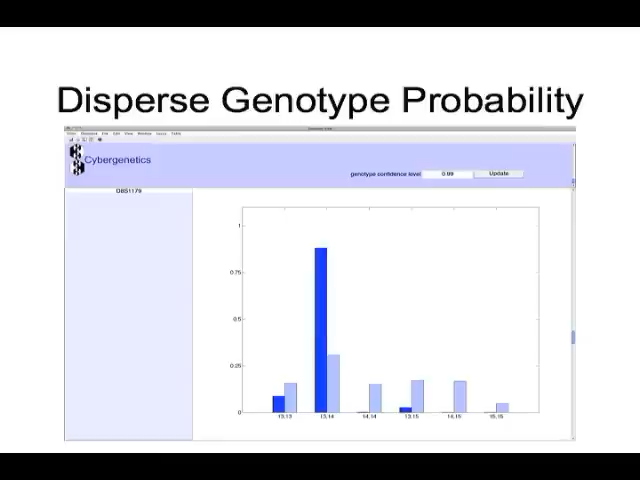 Disperse Genotype Probability
Cybergenetics
genotype confidence level 0.99 Update
D8S1179
1
0.75
0.5
0.25
0
13,13 13,14 14,14 13,15 14,15 15,15